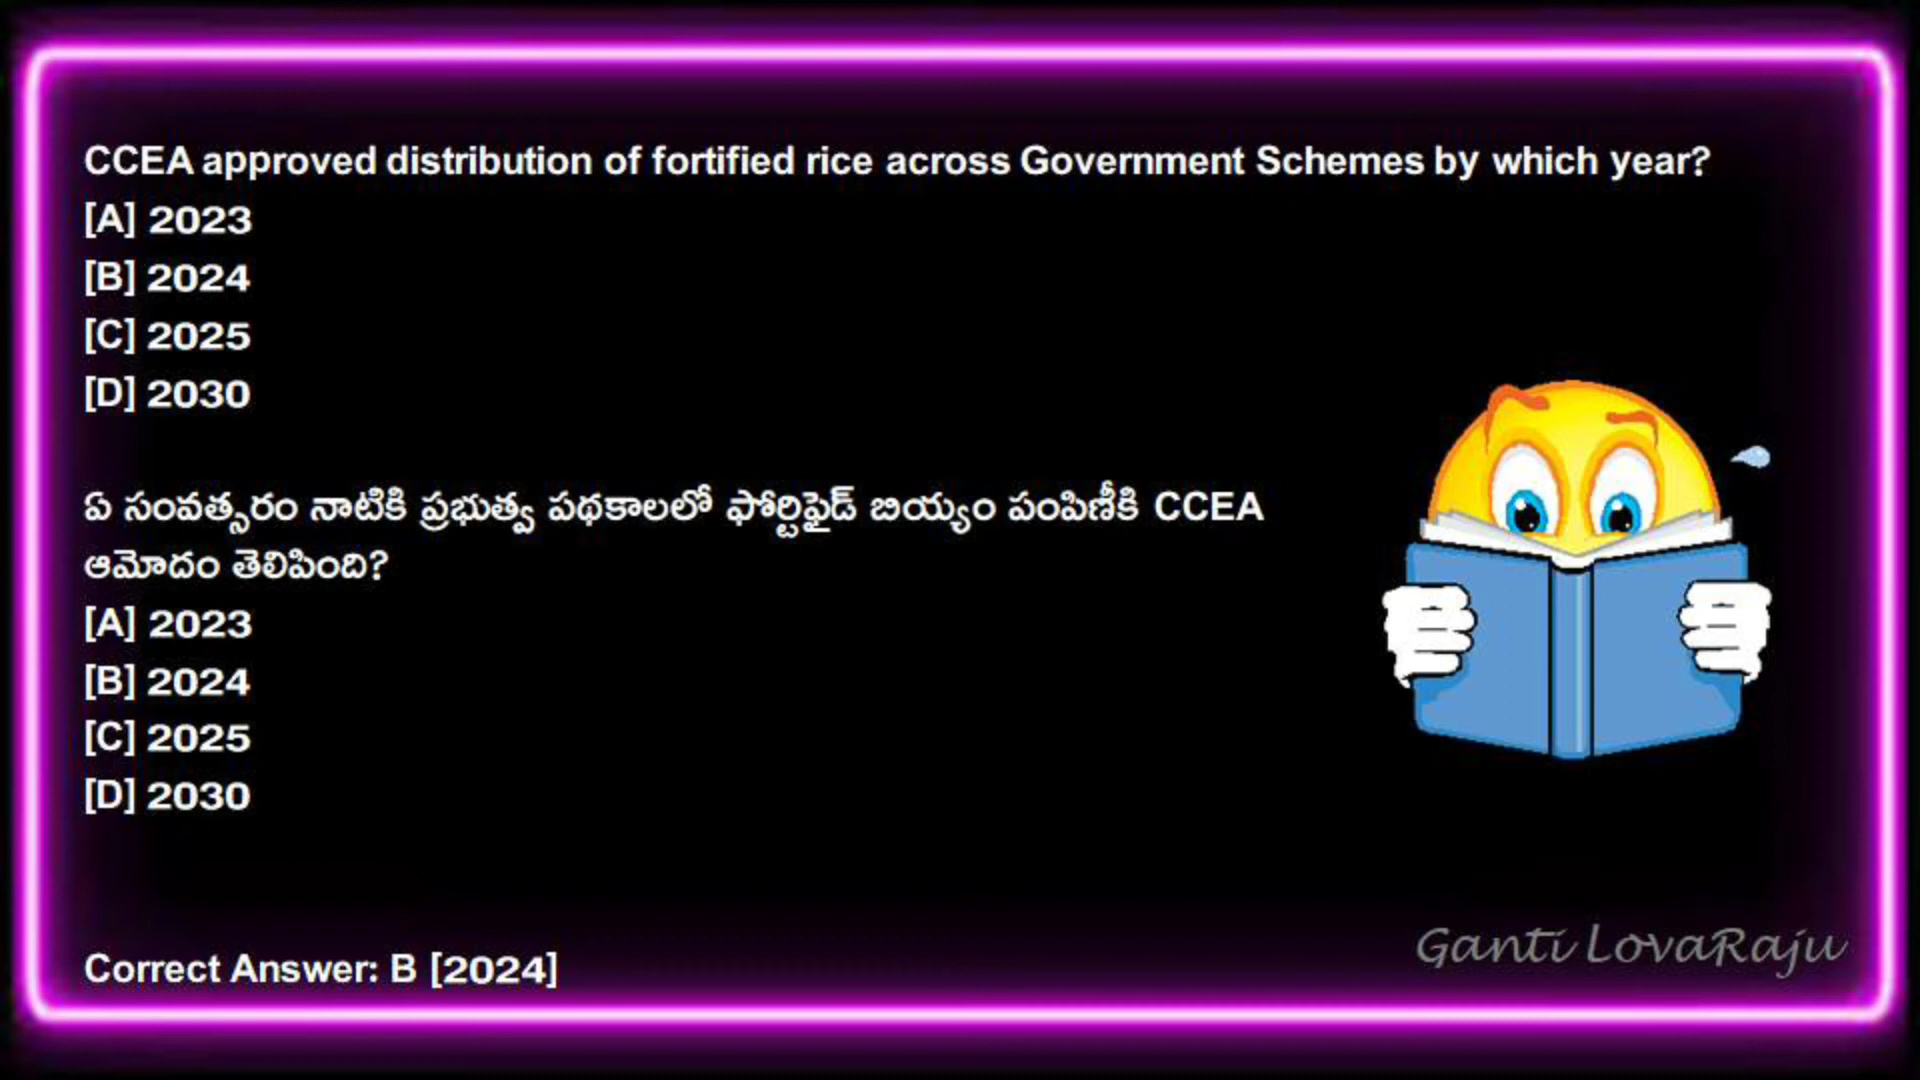 CCEA approved distribution of fortified rice across Government Schemes by which year?
[A] 2023
[B] 2024
[C] 2025
[D] 2030
ఏ సంవత్సరం నాటికి ప్రభుత్వ పథకాలలో ఫోర్టిఫైడ్ బియ్యం పంపిణీకి CCEA
ఆమోదం తెలిపింది?
[A] 2023
[B] 2024
[C] 2025
[D] 2030
Ganti LovaRaju
Correct Answer: B [2024]